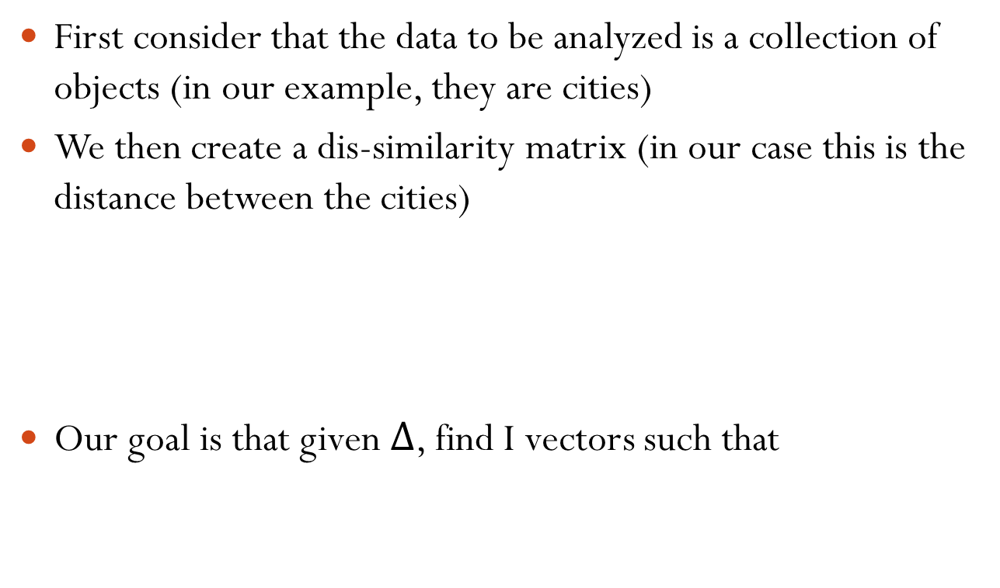 • First consider that the data to be analyzed is a collection of
objects (in our example, they are cities)
• We then create a dis-similarity matrix (in our case this is the
distance between the cities)
• Our goal is that given Δ, find I vectors such that